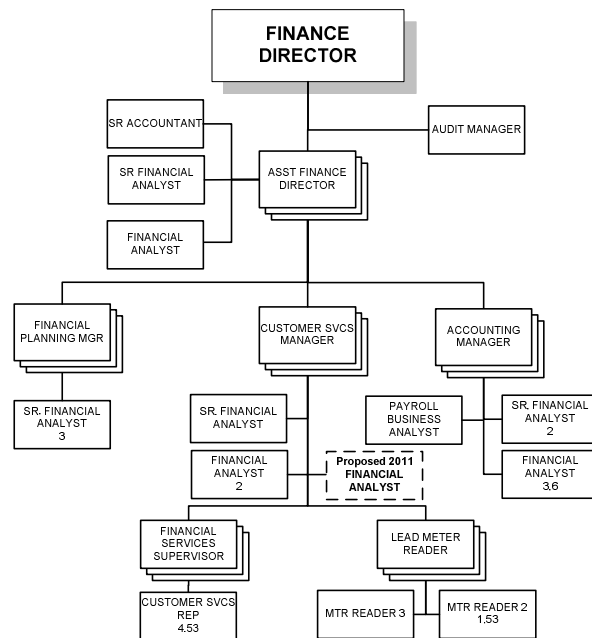 FINANCE
DIRECTOR
SR ACCOUNTANT
AUDIT MANAGER
SR FINANCIAL
ANALYST
ASST FINANCE
DIRECTOR
FINANCIAL
ANALYST
FINANCIAL
PLANNING MGR
CUSTOMER SVCS
MANAGER
ACCOUNTING
MANAGER
SR. FINANCIAL
ANALYST
3
SR. FINANCIAL
ANALYST
PAYROLL
BUSINESS
ANALYST
SR. FINANCIAL
ANALYST
2
FINANCIAL
ANALYST
2
Proposed 2011
FINANCIAL
ANALYST
FINANCIAL
ANALYST
3.6
FINANCIAL
SERVICES
SUPERVISOR
LEAD METER
READER
CUSTOMER SVCS
REP
4.53
MTR READER 3
MTR READER 2
1.53